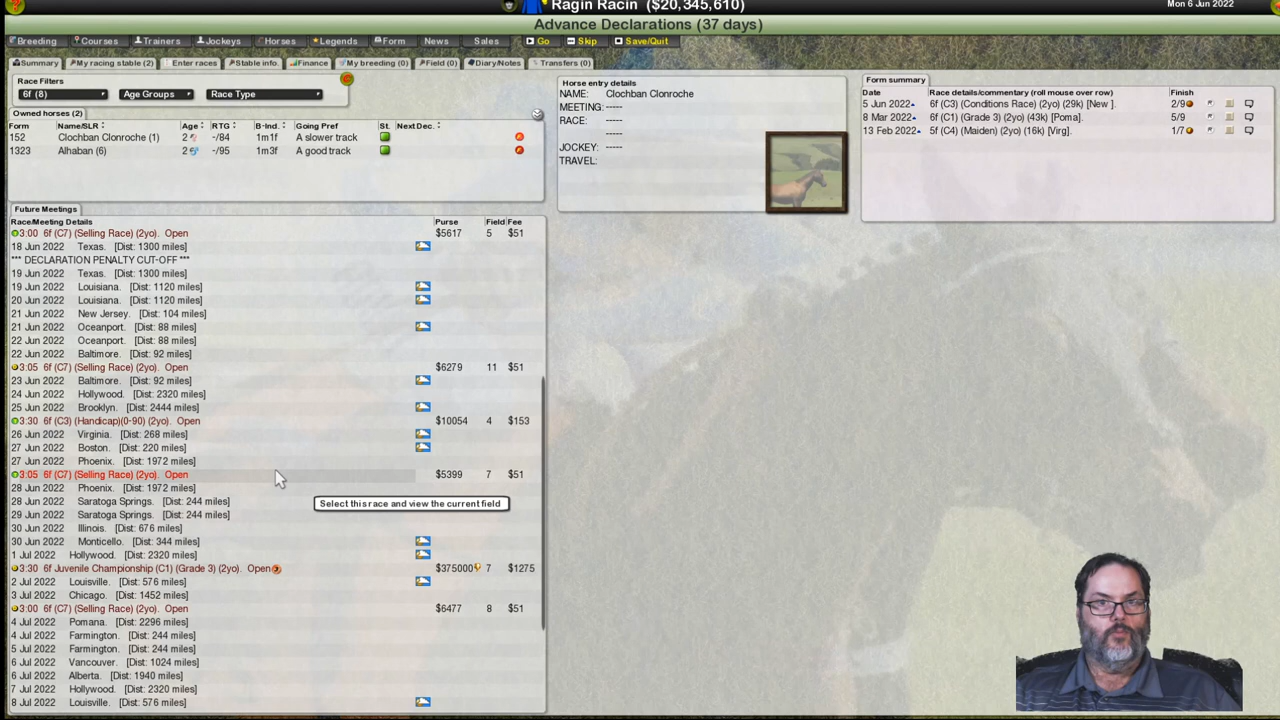 Ragin Racin ($20,345,610)
Mon 6 Jun 2022
Advance Declarations (37 days)
Breeding Courses Trainers Jockeys Horses Legends Form News Sales Go Skip Save/Quit
Summary My racing stable (2) Enter races Stable info. Finance My breeding (0) Field (0) Diary/Notes Transfers (0)
Race Filters
6f (8) Age Groups Race Type
Owned horses (2)
Form Name/SLR Age RTG B-Ind. Going Pref St. Next Dec.
152 Clochban Clonroche (1) 2 -/84 1m1f A slower track
1323 Alhaban (6) 2 -/95 1m3f A good track
Future Meetings
Race/Meeting Details Purse Field Fee
3:00 6f (C7) (Selling Race) (2yo). Open $5617 5 $51
18 Jun 2022 Texas. [Dist: 1300 miles]
*** DECLARATION PENALTY CUT-OFF ***
19 Jun 2022 Texas. [Dist: 1300 miles]
19 Jun 2022 Louisiana. [Dist: 1120 miles]
20 Jun 2022 Louisiana. [Dist: 1120 miles]
21 Jun 2022 New Jersey. [Dist: 104 miles]
21 Jun 2022 Oceanport. [Dist: 88 miles]
22 Jun 2022 Oceanport. [Dist: 88 miles]
22 Jun 2022 Baltimore. [Dist: 92 miles]
3:05 6f (C7) (Selling Race) (2yo). Open $6279 11 $51
23 Jun 2022 Baltimore. [Dist: 92 miles]
24 Jun 2022 Hollywood. [Dist: 2320 miles]
25 Jun 2022 Brooklyn. [Dist: 2444 miles]
3:30 6f (C3) (Handicap)(0-90) (2yo). Open $10054 4 $153
26 Jun 2022 Virginia. [Dist: 268 miles]
27 Jun 2022 Boston. [Dist: 220 miles]
27 Jun 2022 Phoenix. [Dist: 1972 miles]
3:05 6f (C7) (Selling Race) (2yo). Open $5399 7 $51
28 Jun 2022 Phoenix. [Dist: 1972 miles]
28 Jun 2022 Saratoga Springs. [Dist: 244 miles]
29 Jun 2022 Saratoga Springs. [Dist: 244 miles]
30 Jun 2022 Illinois. [Dist: 676 miles]
30 Jun 2022 Monticello. [Dist: 344 miles]
1 Jul 2022 Hollywood. [Dist: 2320 miles]
3:30 6f Juvenile Championship (C1) (Grade 3) (2yo). Open $375000 7 $1275
2 Jul 2022 Louisville. [Dist: 576 miles]
3 Jul 2022 Chicago. [Dist: 1452 miles]
3:00 6f (C7) (Selling Race) (2yo). Open $6477 8 $51
4 Jul 2022 Pomana. [Dist: 2296 miles]
4 Jul 2022 Farmington. [Dist: 244 miles]
5 Jul 2022 Farmington. [Dist: 244 miles]
6 Jul 2022 Vancouver. [Dist: 1024 miles]
6 Jul 2022 Alberta. [Dist: 1940 miles]
7 Jul 2022 Hollywood. [Dist: 2320 miles]
8 Jul 2022 Louisville. [Dist: 576 miles]
Select this race and view the current field
Horse entry details
NAME: Clochban Clonroche
MEETING: -----
RACE: -----
-----
JOCKEY: -----
TRAVEL:
Form summary
Date Race details/commentary (roll mouse over row) Finish
5 Jun 2022 6f (C3) (Conditions Race) (2yo) (29k) [New ]. 2/9
8 Mar 2022 6f (C1) (Grade 3) (2yo) (43k) [Poma]. 5/9
13 Feb 2022 5f (C4) (Maiden) (2yo) (16k) [Virg]. 1/7